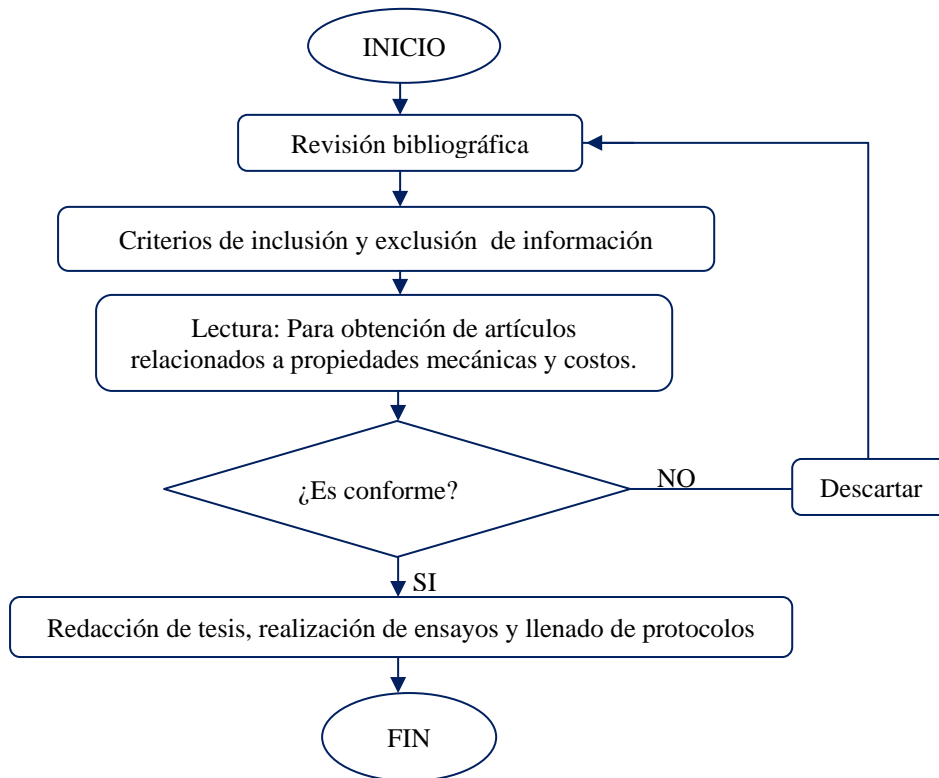 INICIO
Revisión bibliográfica
Criterios de inclusión y exclusión  de información
Lectura: Para obtención de artículos
relacionados a propiedades mecánicas y costos.
¿Es conforme?
NO
Descartar
SI
Redacción de tesis, realización de ensayos y llenado de protocolos
FIN